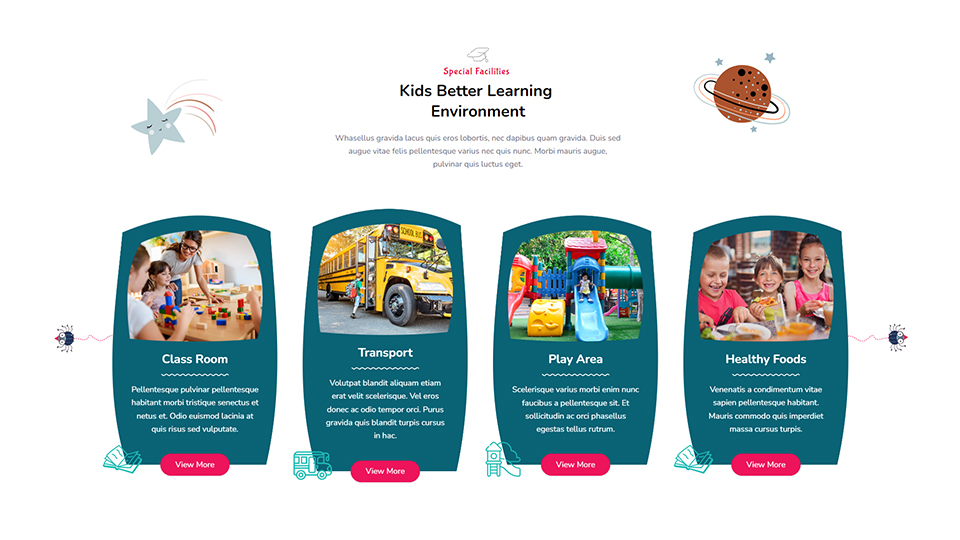 Special Facilities
Kids Better Learning
Environment
Whasellus gravida lacus quis eros lobortis, nec dapibus quam gravida. Duis sed
augue vitae felis pellentesque varius nec quis nunc. Morbi mauris augue,
pulvinar quis luctus eget.
Class Room
Pellentesque pulvinar pellentesque
habitant morbi tristique senectus et
netus et. Odio euismod lacinia at
quis risus sed vulputate.
View More
SCHOOL BUS
Transport
Volutpat blandit aliquam etiam
erat velit scelerisque. Vel eros
donec ac odio tempor orci. Purus
gravida quis blandit turpis cursus
in hac.
View More
Play Area
Scelerisque varius morbi enim nunc
faucibus a pellentesque sit. Et
sollicitudin ac orci phasellus
egestas tellus rutrum.
View More
Healthy Foods
Venenatis a condimentum vitae
sapien pellentesque habitant.
Mauris commodo quis imperdiet
massa cursus turpis.
View More